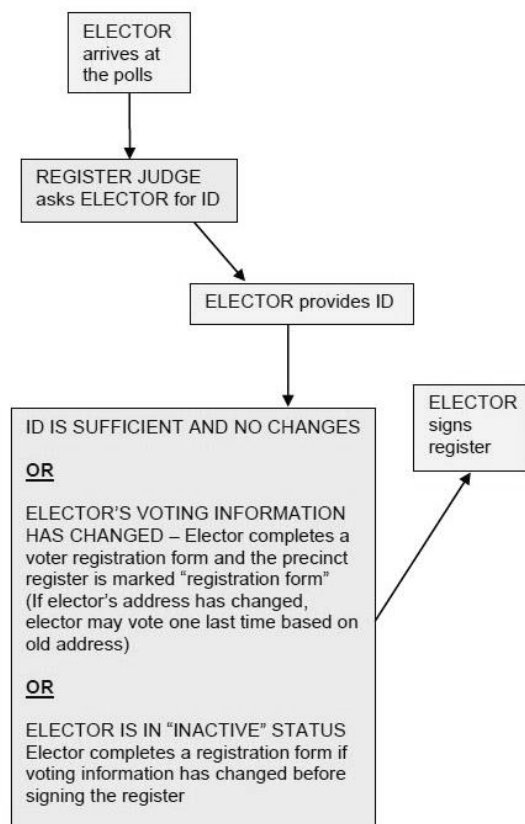 ELECTOR
arrives at
the polls
REGISTER JUDGE
asks ELECTOR for ID
ELECTOR provides ID
ID IS SUFFICIENT AND NO CHANGES
OR
ELECTOR’S VOTING INFORMATION
HAS CHANGED – Elector completes a
voter registration form and the precinct
register is marked “registration form”
(If elector’s address has changed,
elector may vote one last time based on
old address)
OR
ELECTOR IS IN “INACTIVE” STATUS
Elector completes a registration form if
voting information has changed before
signing the register
ELECTOR
signs
register